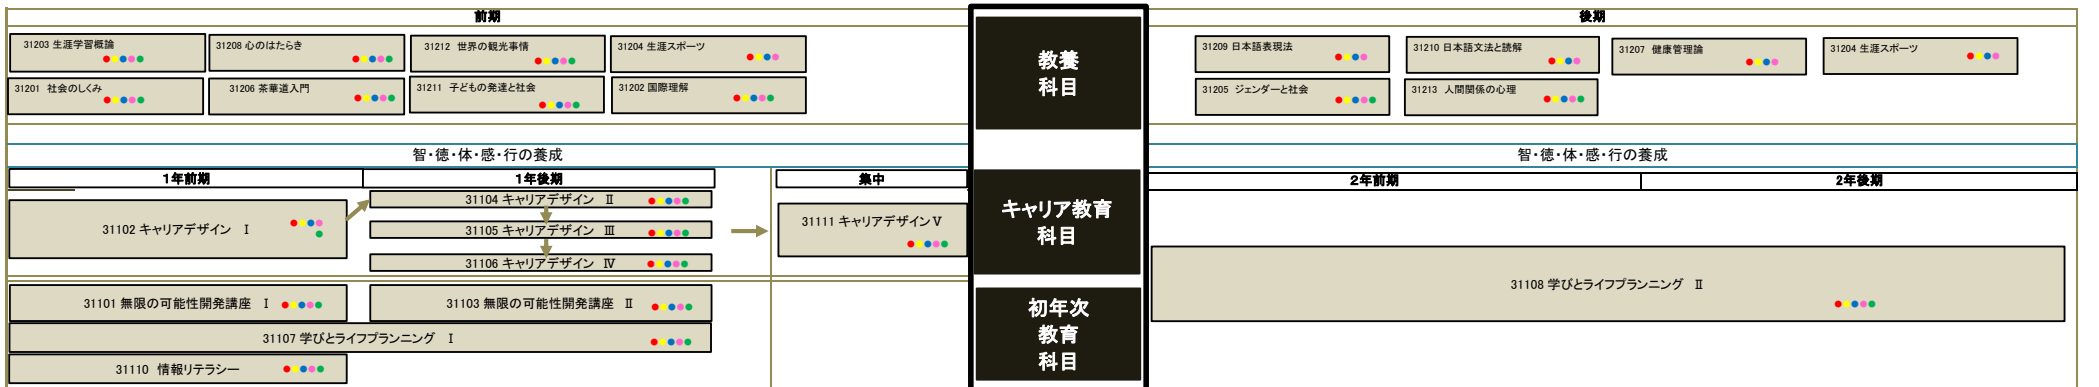 前期
後期
31203 生涯学習概論
31208 心のはたらき
31212 世界の観光事情
31204 生涯スポーツ
31201 社会のしくみ
31206 茶華道入門
31211 子どもの発達と社会
31202 国際理解
教養
科目
31209 日本語表現法
31210 日本語文法と読解
31207 健康管理論
31204 生涯スポーツ
31205 ジェンダーと社会
31213 人間関係の心理
智・徳・体・感・行の養成
智・徳・体・感・行の養成
1年前期
1年後期
集中
2年前期
2年後期
31102 キャリアデザイン Ⅰ
31104 キャリアデザイン Ⅱ
31105 キャリアデザイン Ⅲ
31106 キャリアデザイン Ⅳ
31111 キャリアデザインⅤ
キャリア教育
科目
31101 無限の可能性開発講座 Ⅰ
31103 無限の可能性開発講座 Ⅱ
31107 学びとライフプランニング Ⅰ
31110 情報リテラシー
初年次
教育
科目
31108 学びとライフプランニング Ⅱ